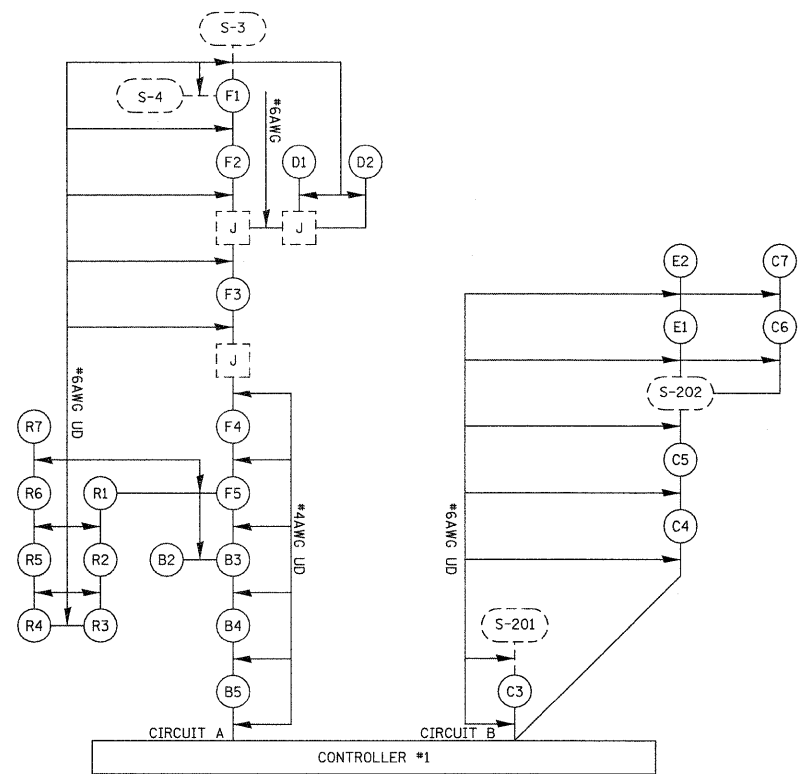 S-3
S-4
F1
#6AWG
F2
D1
D2
J
J
E2
C7
F3
E1
C6
J
S-202
#6AWG UD
R7
F4
C5
R6
R1
F5
#4AWG UD
#6AWG UD
C4
R5
R2
B2
B3
R4
R3
B4
S-201
B5
C3
CIRCUIT A
CIRCUIT B
CONTROLLER #1